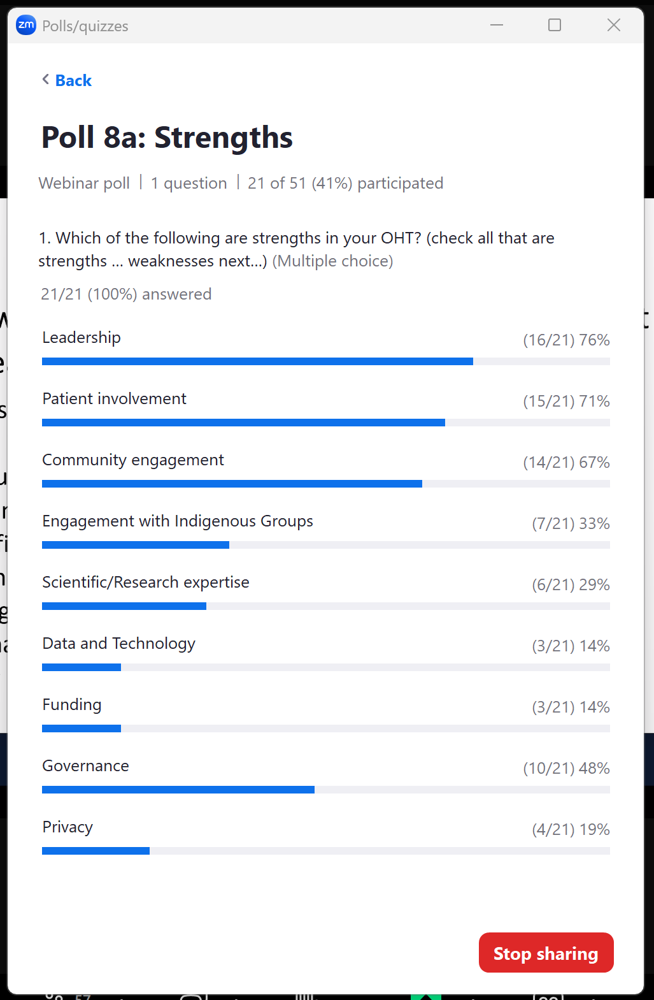 zm Polls/quizzes
Back
Poll 8a: Strengths
Webinar poll | 1 question | 21 of 51 (41%) participated
1. Which of the following are strengths in your OHT? (check all that are
strengths ... weaknesses next...) (Multiple choice)
21/21 (100%) answered
Leadership (16/21) 76%
Patient involvement (15/21) 71%
Community engagement (14/21) 67%
Engagement with Indigenous Groups (7/21) 33%
Scientific/Research expertise (6/21) 29%
Data and Technology (3/21) 14%
Funding (3/21) 14%
Governance (10/21) 48%
Privacy (4/21) 19%
Stop sharing